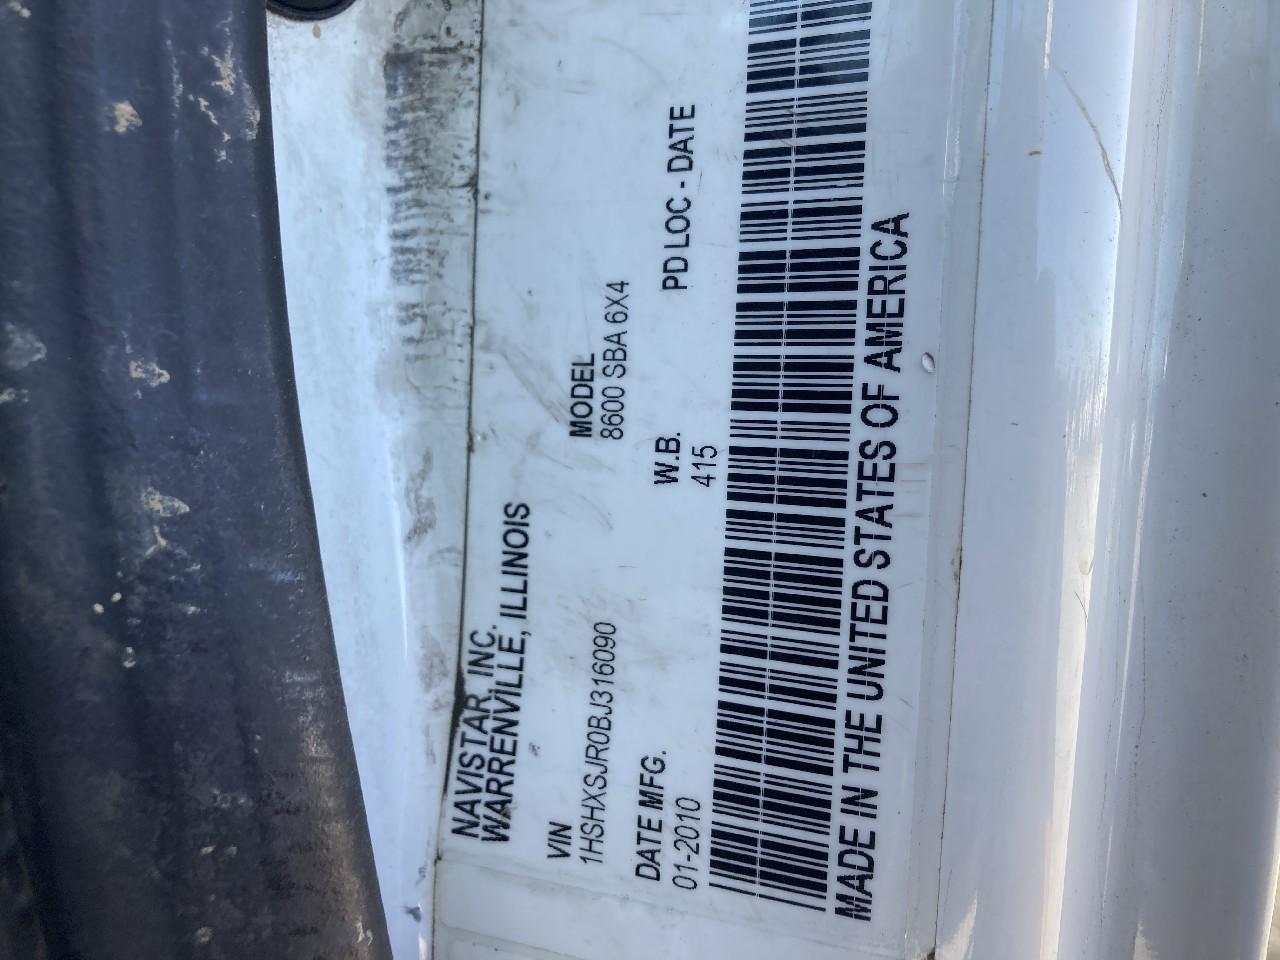 NAVISTAR, INC.
WARRENVILLE, ILLINOIS
VIN
1HSHXSJR0BJ316090
MODEL
8600 SBA 6X4
DATE MFG.
01-2010
W.B.
415
PD LOC - DATE
MADE IN THE UNITED STATES OF AMERICA